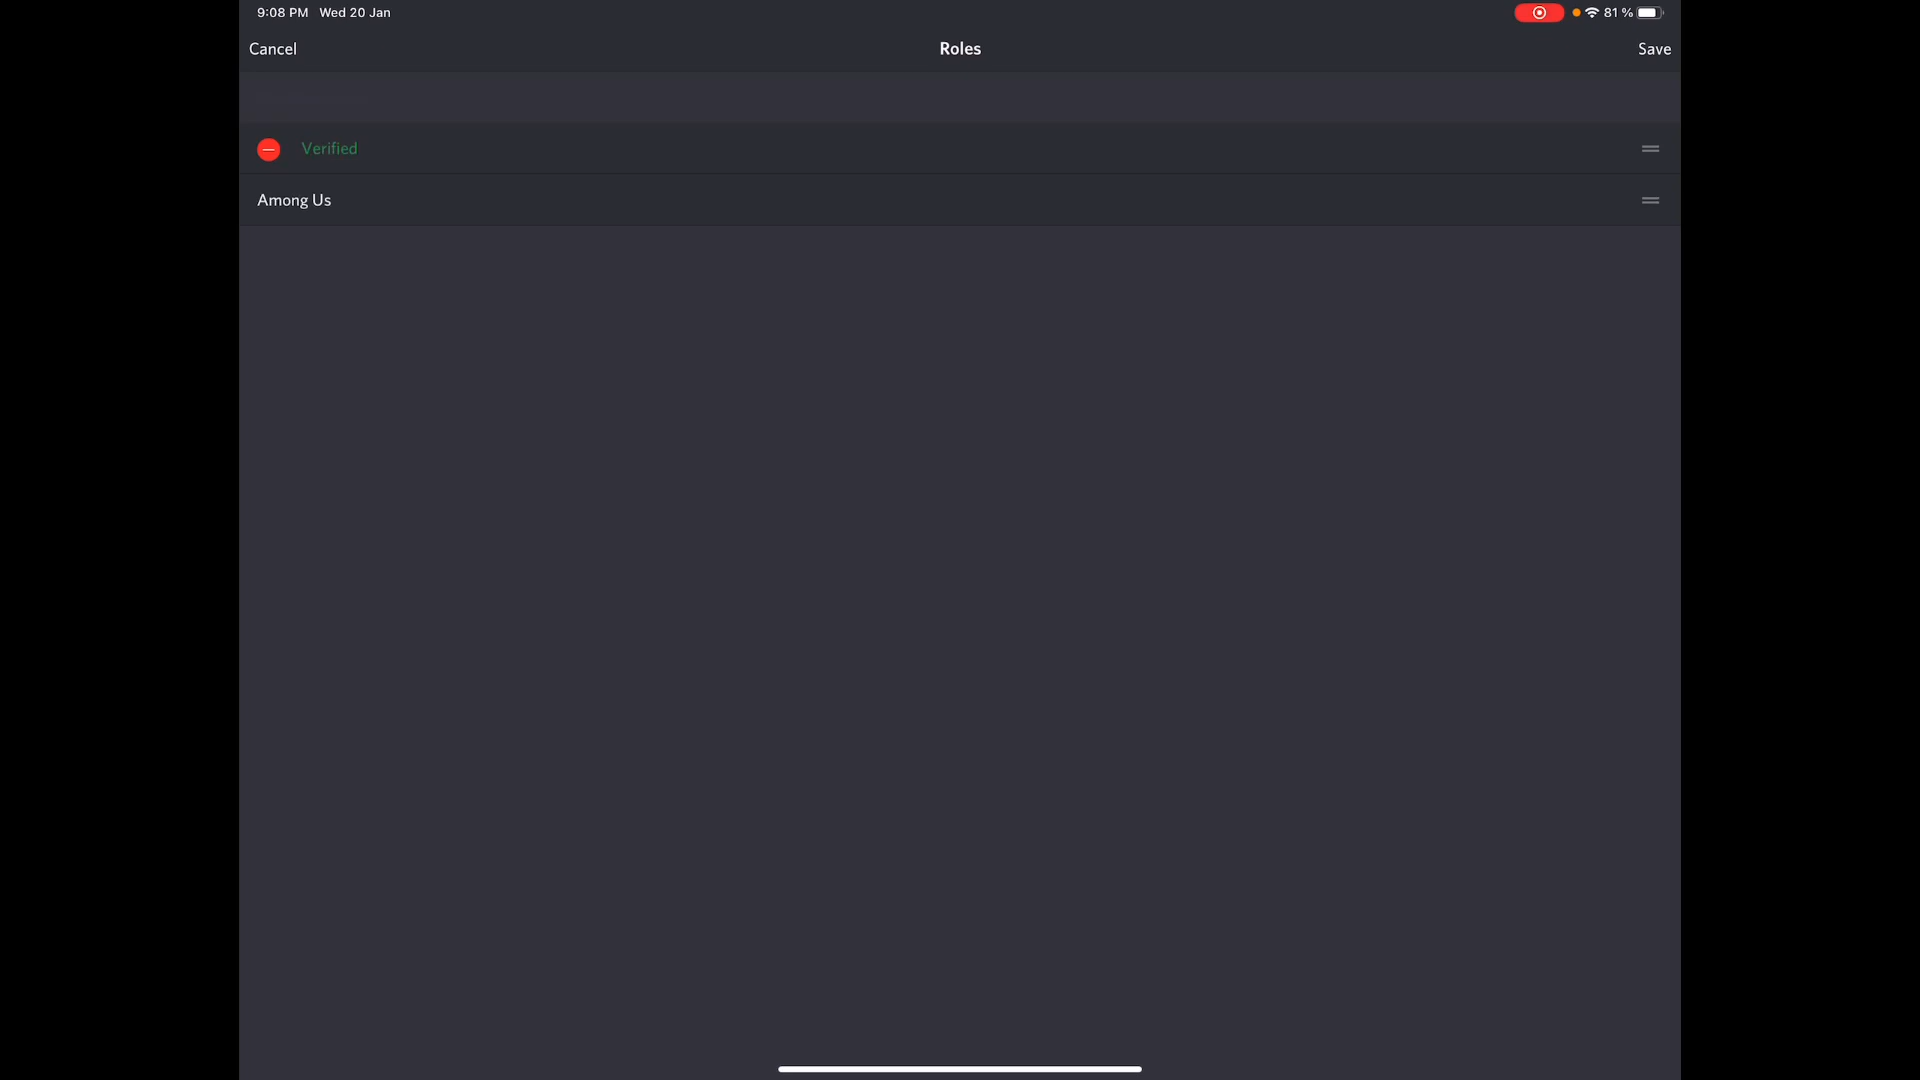 9:08 PM Wed 20 Jan
81 %
Cancel
Roles
Save
Verified
Among Us